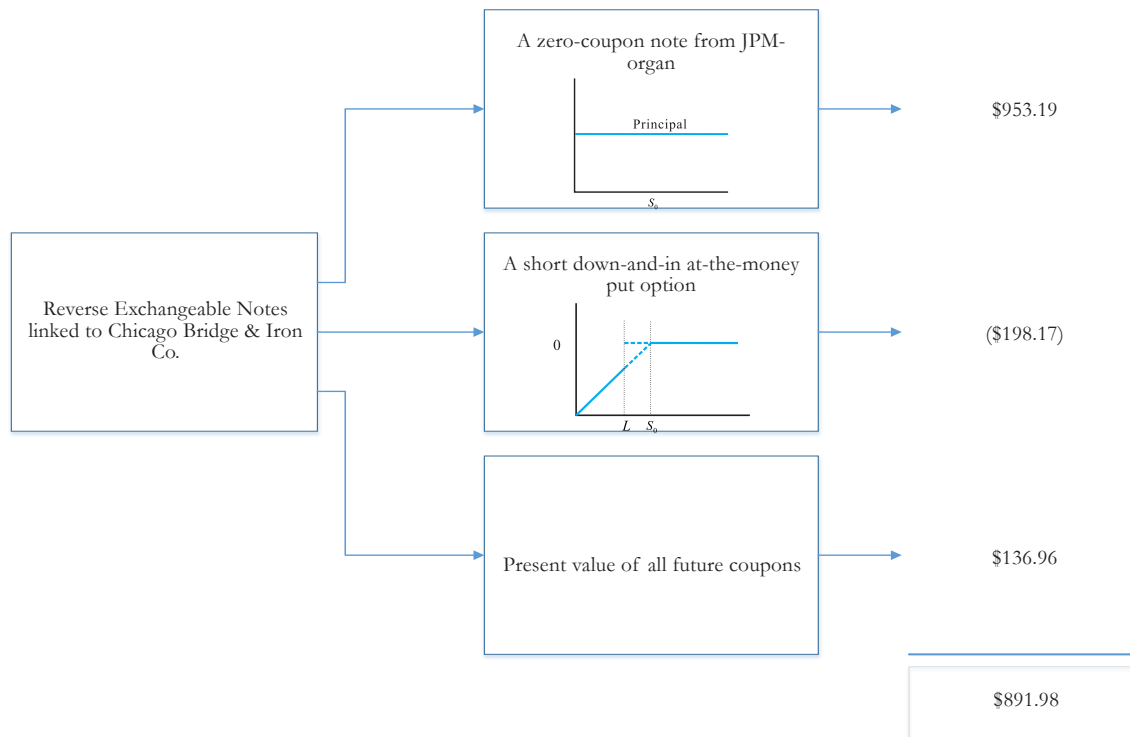 A zero-coupon note from JPM-
organ
Principal
S₀
$953.19
Reverse Exchangeable Notes
linked to Chicago Bridge & Iron
Co.
A short down-and-in at-the-money
put option
0
L S₀
($198.17)
Present value of all future coupons
$136.96
$891.98